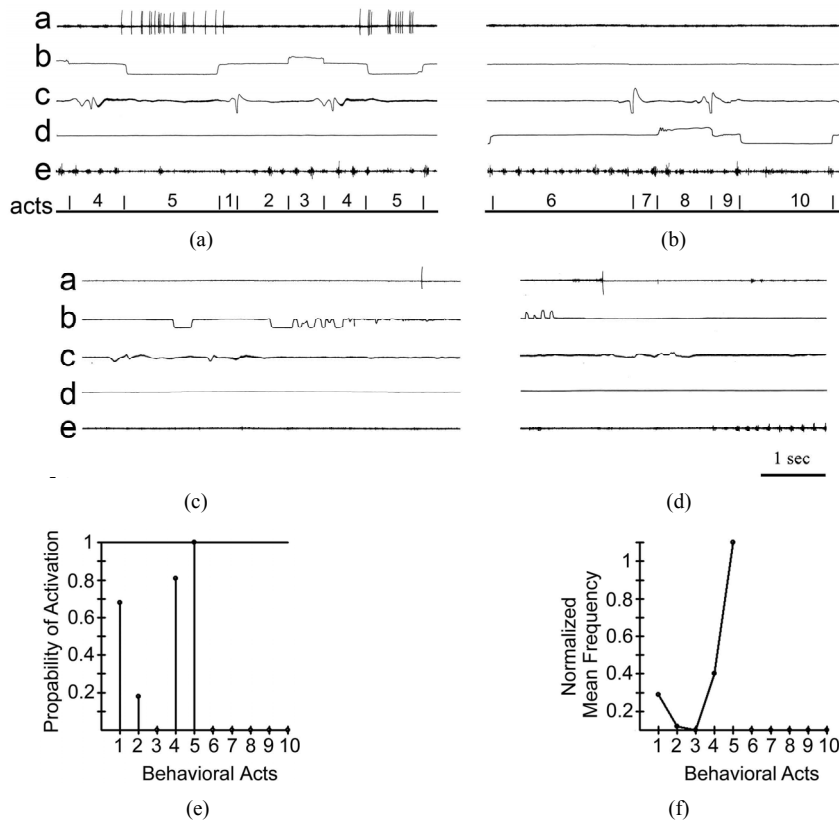 a
b
c
d
e
acts 4 5 1 2 3 4 5
6 7 8 9 10
(a) (b)
a
b
c
d
e
1 sec
(c) (d)
Propability of Activation
1
0.8
0.6
0.4
0.2
1 2 3 4 5 6 7 8 9 10
Behavioral Acts
(e)
Normalized
Mean Frequency
1
0.8
0.6
0.4
0.2
1 2 3 4 5 6 7 8 9 10
Behavioral Acts
(f)